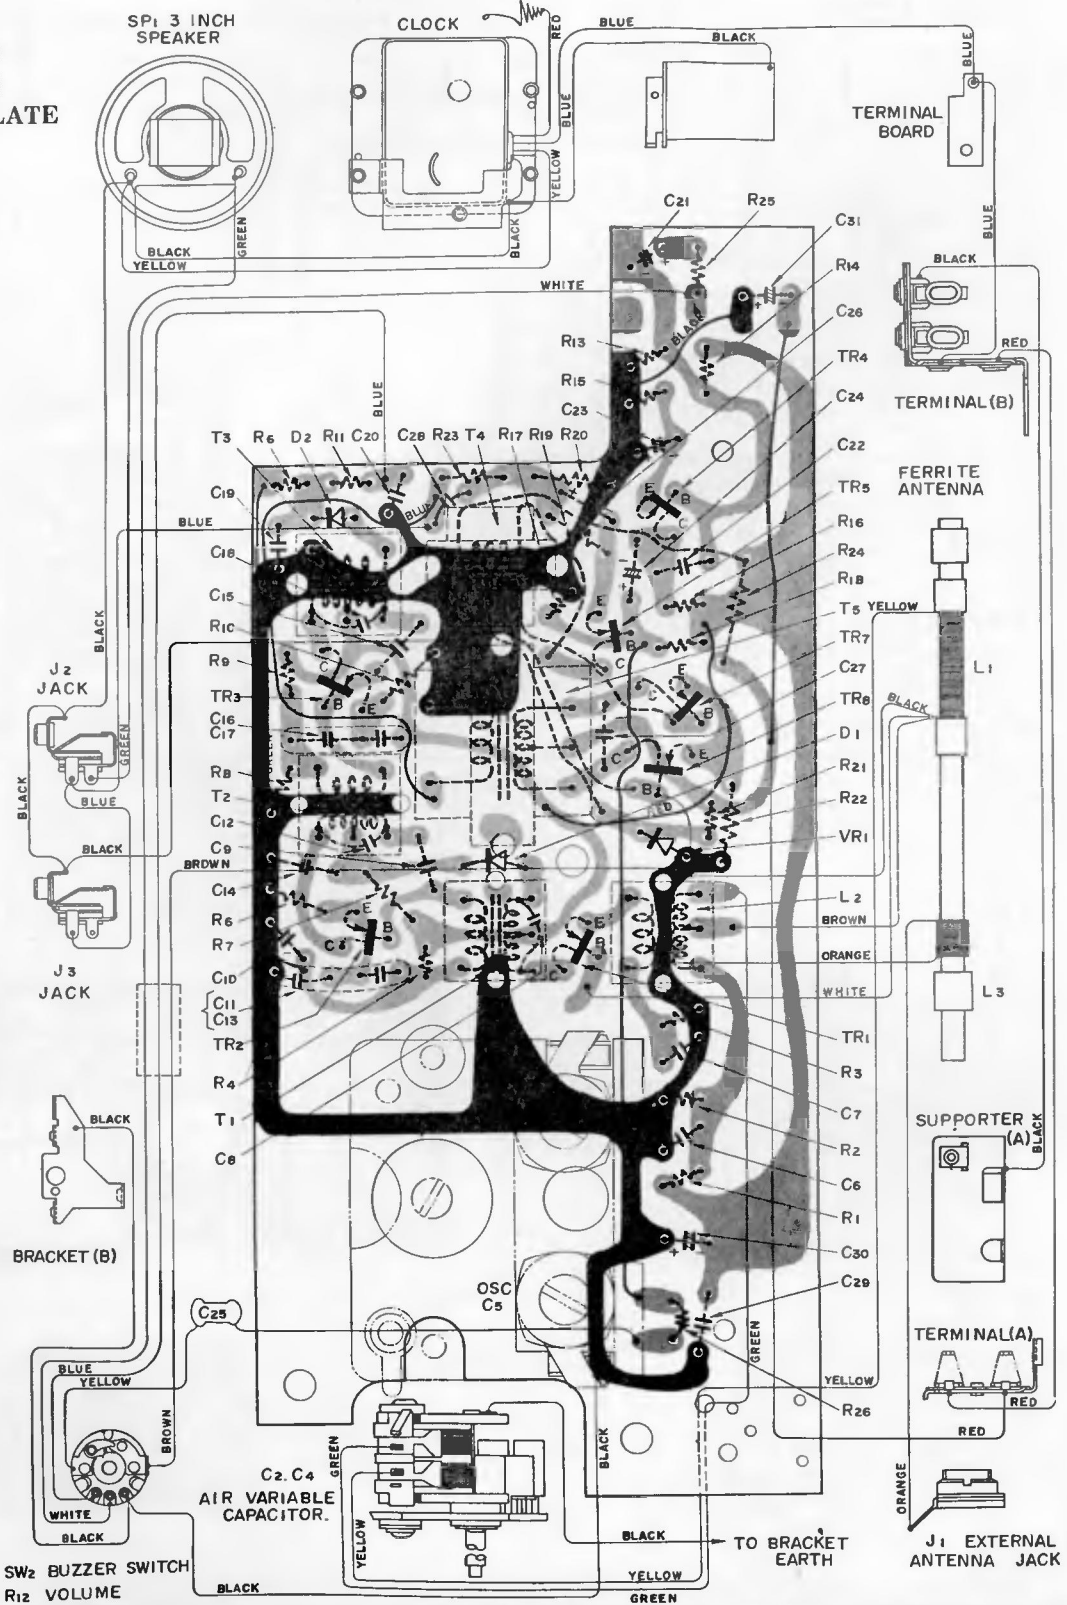 SP1 3 INCH
SPEAKER
CLOCK
RED
BLUE
BLACK
BLUE
LATE
BLUE
YELLOW
TERMINAL
BOARD
GREEN
BLACK
YELLOW
BLACK
BLUE
C21
R25
C31
WHITE
R14
BLACK
C26
BLACK
RED
R13
TR4
R15
C24
TERMINAL(B)
BLUE
C23
C22
T3
R6
D2
R11
C20
C28
R23
T4
R17
R19
R20
FERRITE
ANTENNA
C19
TR5
E
B
C
BLUE
BLUE
R16
C18
R24
C15
R18
E
YELLOW
BLACK
R10
T5
B
C
L1
J2
JACK
R9
C
TR7
E
C
B
C27
TR3
B
E
TR8
BLACK
C16
C17
D1
GREEN
GREEN
C
E
B
R8
R21
BLACK
BLUE
T2
R22
RED
C12
VR1
BLACK
C9
BROWN
C14
L2
R6
E
B
C
E
B
C
BROWN
R7
ORANGE
J3
JACK
C10
WHITE
L3
C11
C13
TR2
TR1
R4
R3
T1
C7
BLACK
C8
R2
SUPPORTER
(A)
BLACK
C6
R1
BRACKET (B)
C30
OSC
C5
C29
C25
TERMINAL(A)
GREEN
BLUE
YELLOW
YELLOW
R26
RED
RED
BROWN
GREEN
BLACK
C2. C4
AIR VARIABLE
CAPACITOR.
ORANGE
WHITE
BLACK
YELLOW
BLACK
TO BRACKET
EARTH
J1 EXTERNAL
ANTENNA JACK
SW2 BUZZER SWITCH
YELLOW
R12 VOLUME
BLACK
GREEN